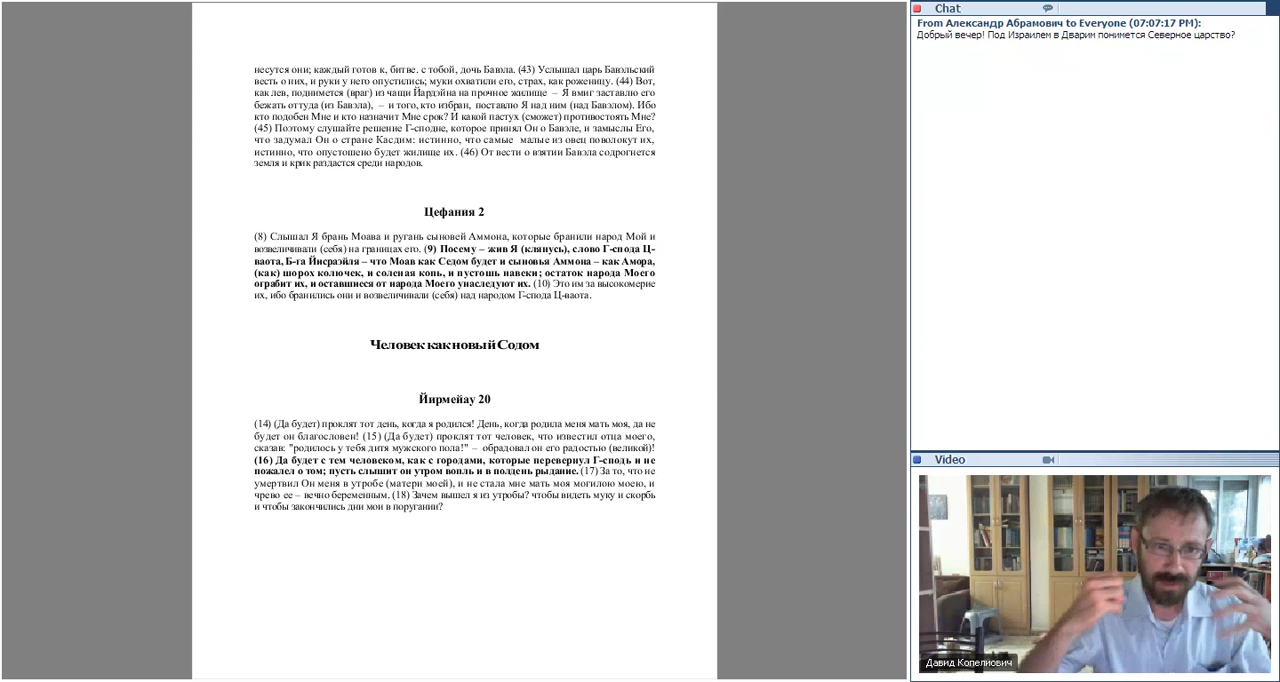 несутся они; каждый готов к, битве. с тобой, дочь Бавэла. (43) Услышал царь Бавэльский
весть о них, и руки у него опустились; муки охватили его, страх, как роженицу. (44) Вот,
как лев, поднимется (враг) из чащи Йардэйна на прочное жилище – Я вмиг заставлю его
бежать оттуда (из Бавэла), – и того, кто избран, поставлю Я над ним (над Бавэлом). Ибо
кто подобен Мне и кто назначит Мне срок? И какой пастух (сможет) противостоять Мне?
(45) Поэтому слушайте решение Г-сподне, которое принял Он о Бавэле, и замыслы Его,
что задумал Он о стране Касдим: истинно, что самые малые из овец поволокут их,
истинно, что опустошено будет жилище их. (46) От вести о взятии Бавэла содрогнется
земля и крик раздастся среди народов.
Цефания 2
(8) Слышал Я брань Моава и ругань сыновей Аммона, которые бранили народ Мой и
возвеличивали (себя) на границах его. (9) Посему – жив Я (клянусь), слово Г-спода Ц-
ваота, Б-га Йисраэйля – что Моав как Седом будет и сыновья Аммона – как Амора,
(как) шорох колючек, и соленая копь, и пустошь навеки; остаток народа Моего
ограбит их, и оставшиеся от народа Моего унаследуют их. (10) Это им за высокомерие
их, ибо бранились они и возвеличивали (себя) над народом Г-спода Ц-ваота.
Человек как новый Содом
Йирмейау 20
(14) (Да будет) проклят тот день, когда я родился! День, когда родила меня мать моя, да не
будет он благословен! (15) (Да будет) проклят тот человек, что известил отца моего,
сказав: "родилось у тебя дитя мужского пола!" – обрадовал он его радостью (великой)!
(16) Да будет с тем человеком, как с городами, которые перевернул Г-сподь и не
пожалел о том; пусть слышит он утром вопль и в полдень рыдание. (17) За то, что не
умертвил Он меня в утробе (матери моей), и не стала мне мать моя могилою моею, и
чрево ее – вечно беременным. (18) Зачем вышел я из утробы? чтобы видеть муку и скорбь
и чтобы закончились дни мои в поругании?
Chat
From Александр Абрамович to Everyone (07:07:17 PM):
Добрый вечер! Под Израилем в Дварим понимется Северное царство?
Video
Давид Копелиович